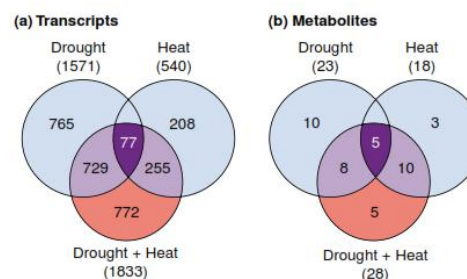 (a) Transcripts
Drought
(1571)
Heat
(540)
765
208
77
729
255
772
Drought + Heat
(1833)
(b) Metabolites
Drought
(23)
Heat
(18)
10
3
5
8
10
5
Drought + Heat
(28)